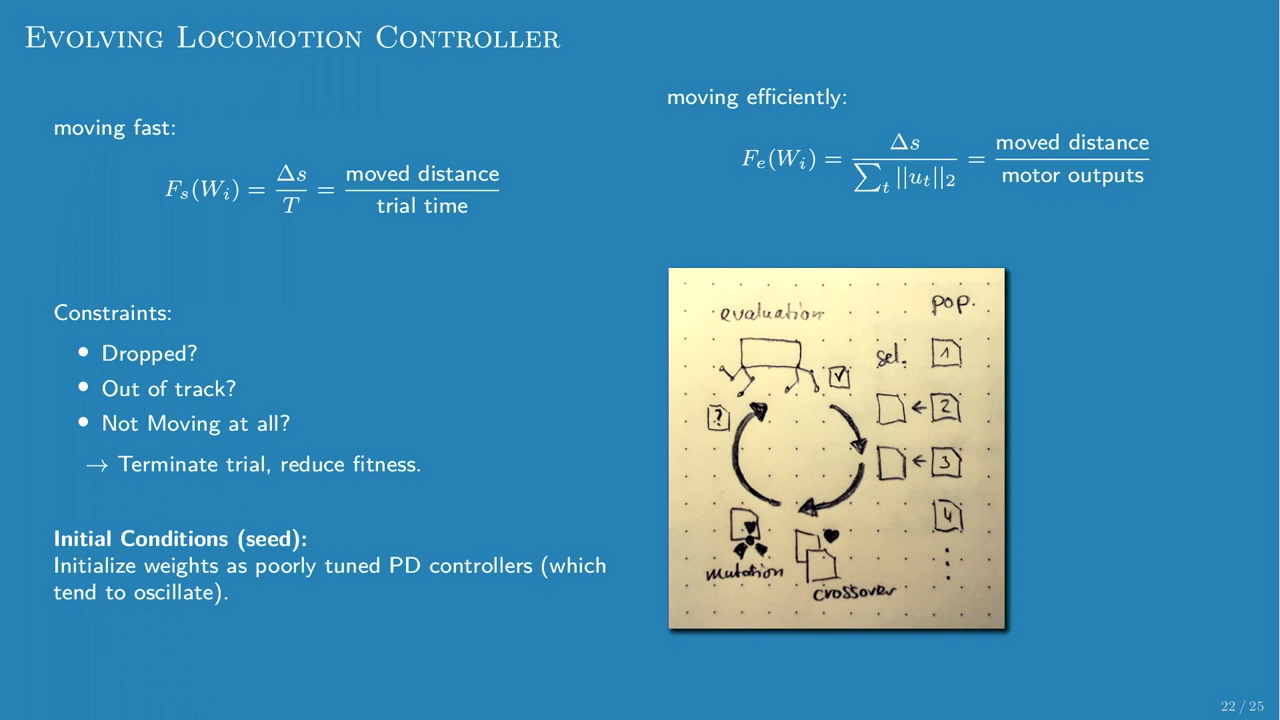 Evolving Locomotion Controller
moving fast:
F_s(W_i) = Δs / T = moved distance / trial time
moving efficiently:
F_e(W_i) = Δs / ∑_t ||u_t||_2 = moved distance / motor outputs
Constraints:
• Dropped?
• Out of track?
• Not Moving at all?
→ Terminate trial, reduce fitness.
Initial Conditions (seed):
Initialize weights as poorly tuned PD controllers (which
tend to oscillate).
evaluation
pop.
sel.
1
?
← 2
← 3
4
mutation
crossover
22 / 25